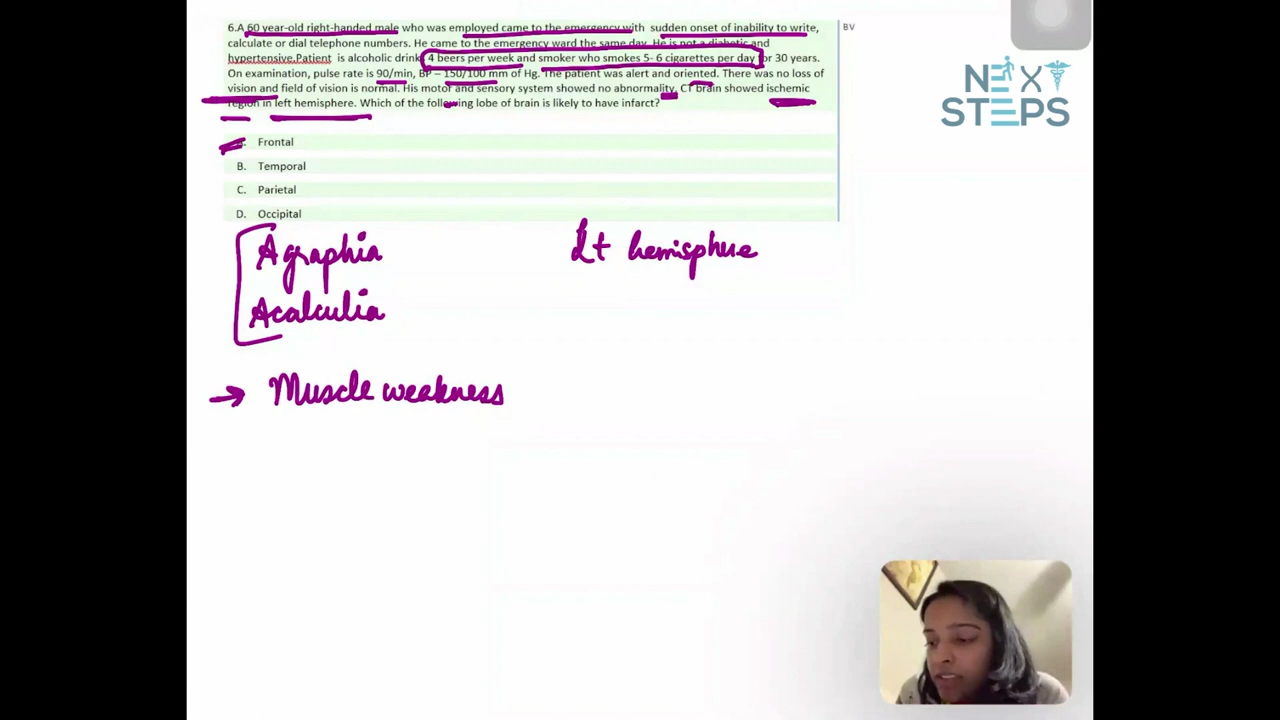 6.A 60 year-old right-handed male who was employed came to the emergency with sudden onset of inability to write,
calculate or dial telephone numbers. He came to the emergency ward the same day. He is not a diabetic and
hypertensive.Patient is alcoholic drink 4 beers per week and smoker who smokes 5- 6 cigarettes per day for 30 years.
On examination, pulse rate is 90/min, BP – 150/100 mm of Hg. The patient was alert and oriented. There was no loss of
vision and field of vision is normal. His motor and sensory system showed no abnormality. CT brain showed ischemic
region in left hemisphere. Which of the following lobe of brain is likely to have infarct?
BV
NEXT
STEPS
A. Frontal
B. Temporal
C. Parietal
D. Occipital
Agraphia
Lt hemisphere
Acalculia
→ Muscle weakness